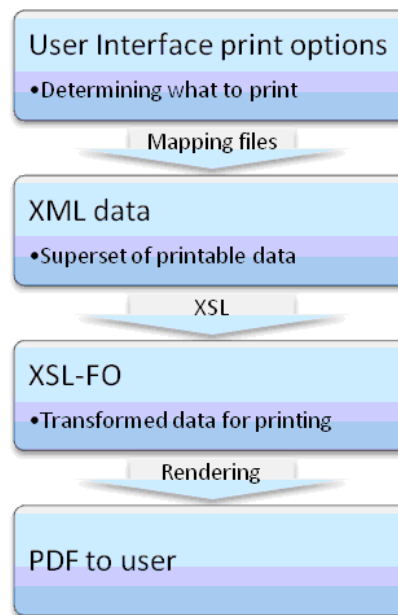 User Interface print options
•Determining what to print
Mapping files
XML data
•Superset of printable data
XSL
XSL-FO
•Transformed data for printing
Rendering
PDF to user